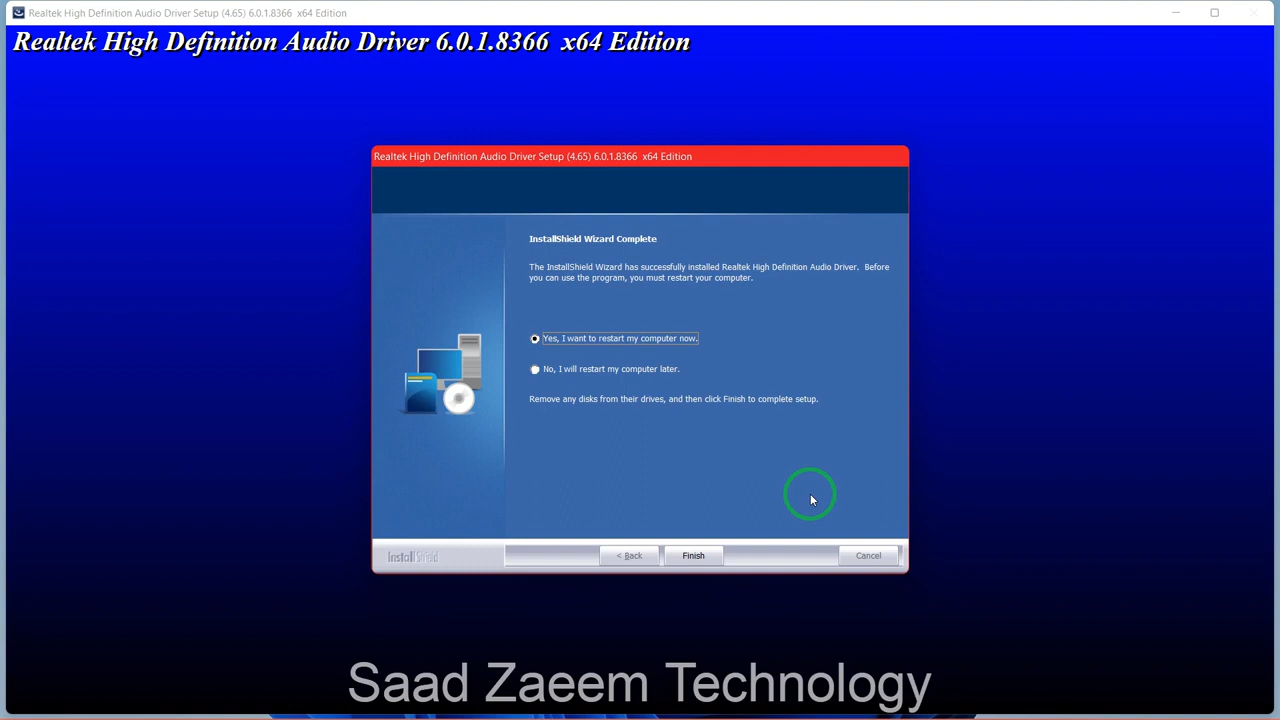 Realtek High Definition Audio Driver Setup (4.65) 6.0.1.8366 x64 Edition
Realtek High Definition Audio Driver 6.0.1.8366 x64 Edition
Realtek High Definition Audio Driver Setup (4.65) 6.0.1.8366 x64 Edition
InstallShield Wizard Complete
The InstallShield Wizard has successfully installed Realtek High Definition Audio Driver. Before
you can use the program, you must restart your computer.
Yes, I want to restart my computer now.
No, I will restart my computer later.
Remove any disks from their drives, and then click Finish to complete setup.
InstallShield
< Back
Finish
Cancel
Saad Zaeem Technology